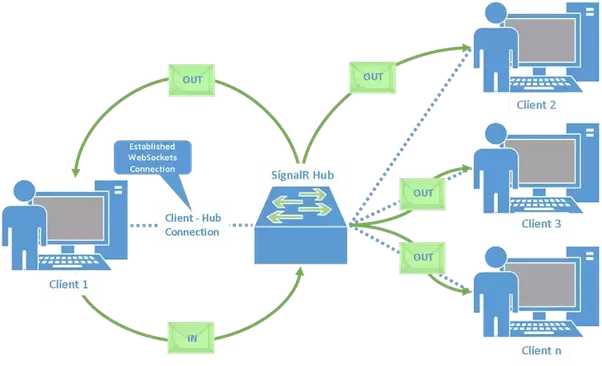 OUT
OUT
Client 2
Established
WebSockets
Connection
SignalR Hub
OUT
Client - Hub
Connection
Client 3
OUT
Client 1
IN
Client n